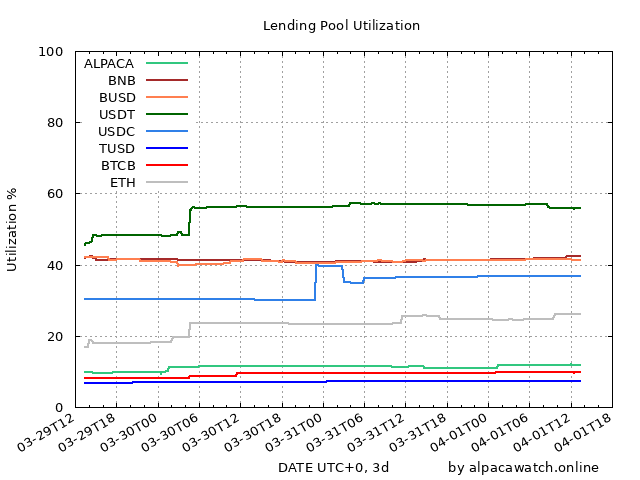 Lending Pool Utilization
Utilization %
100
80
60
40
20
0
ALPACA
BNB
BUSD
USDT
USDC
TUSD
BTCB
ETH
03-29T12
03-29T18
03-30T00
03-30T06
03-30T12
03-30T18
03-31T00
03-31T06
03-31T12
03-31T18
04-01T00
04-01T06
04-01T12
04-01T18
DATE UTC+0, 3d
by alpacawatch.online